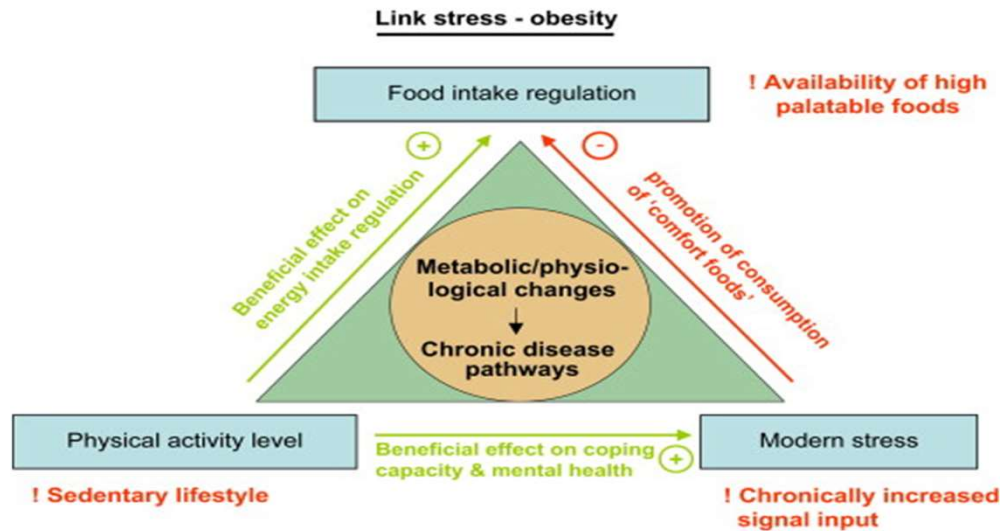 Link stress - obesity
Food intake regulation
! Availability of high
palatable foods
+
-
Beneficial effect on
energy intake regulation
promotion of consumption
of 'comfort foods'
Metabolic/physio-
logical changes
Chronic disease
pathways
Physical activity level
Beneficial effect on coping
capacity & mental health
+
Modern stress
! Sedentary lifestyle
! Chronically increased
signal input